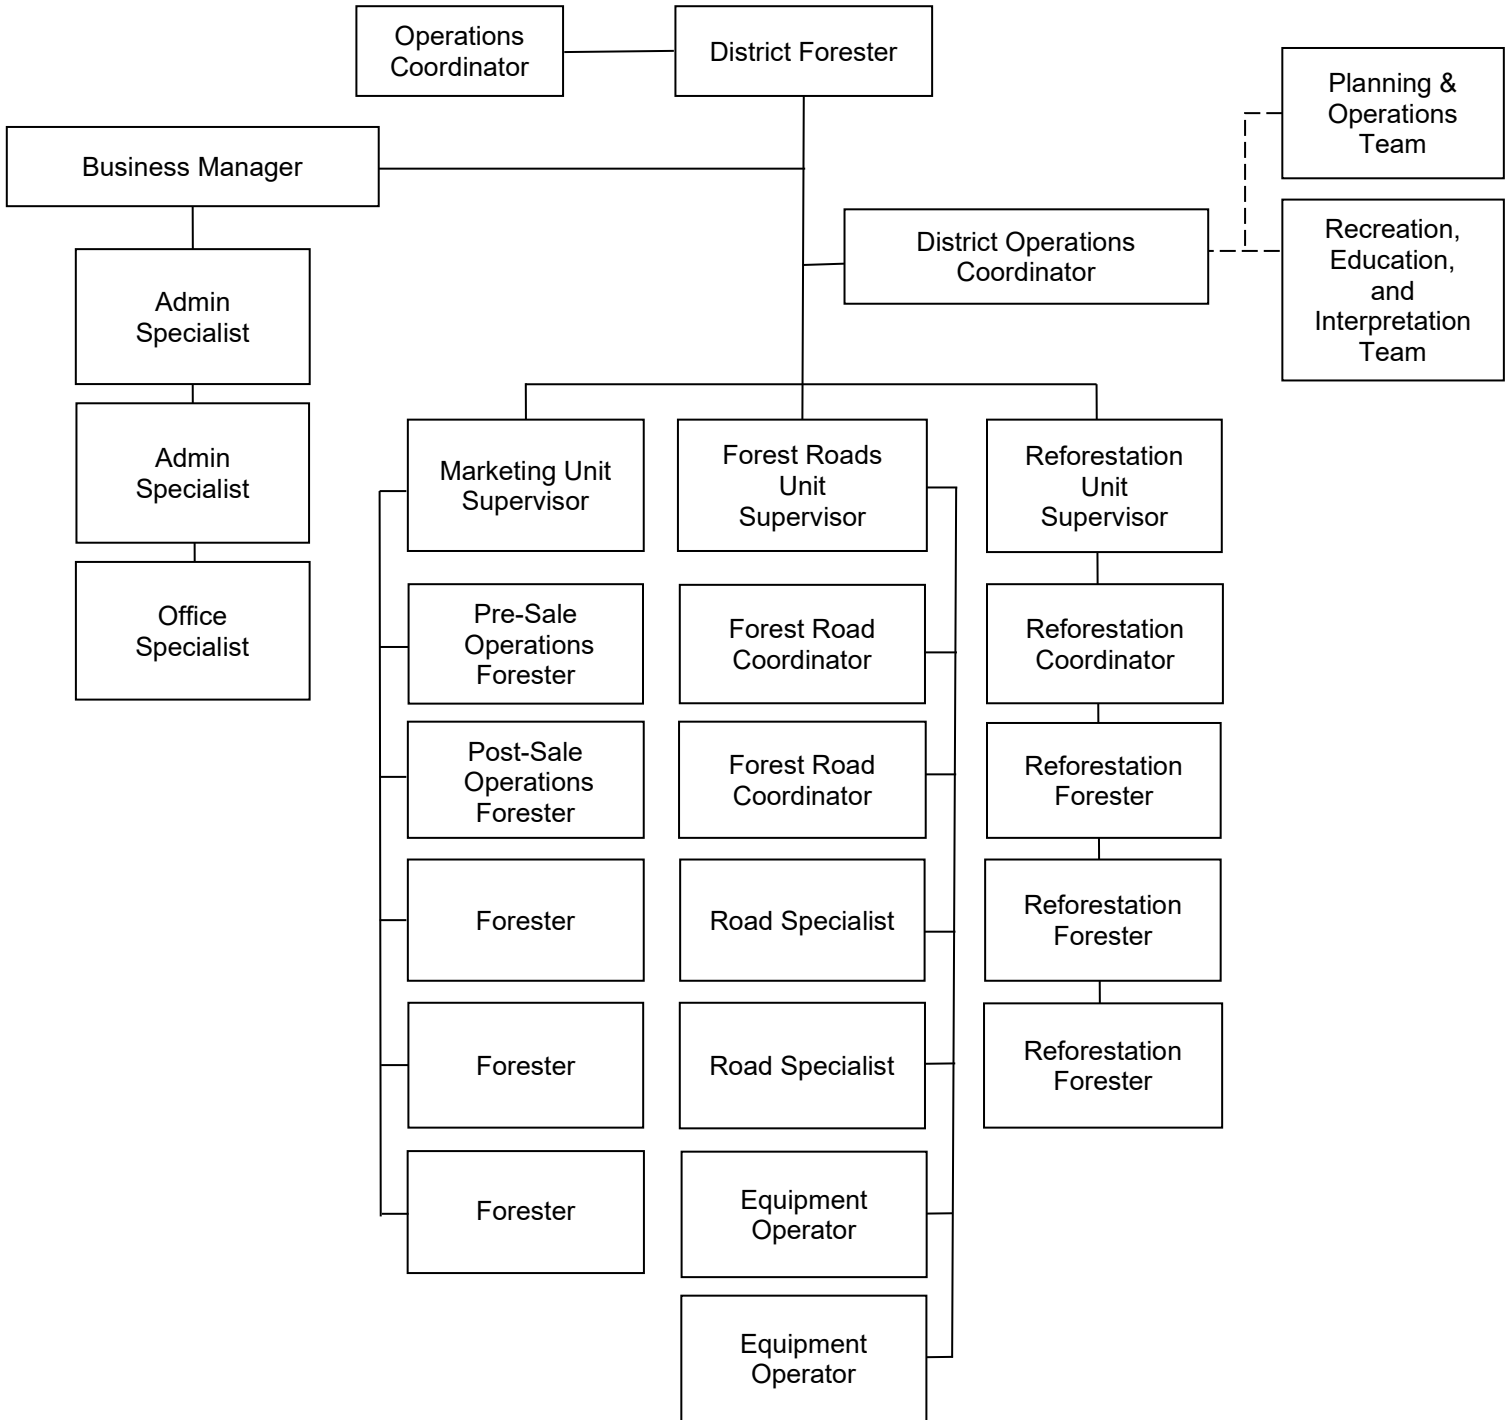 Operations
Coordinator
District Forester
Planning &
Operations
Team
Business Manager
District Operations
Coordinator
Recreation,
Education,
and
Interpretation
Team
Admin
Specialist
Admin
Specialist
Office
Specialist
Marketing Unit
Supervisor
Pre-Sale
Operations
Forester
Post-Sale
Operations
Forester
Forester
Forester
Forester
Forest Roads
Unit
Supervisor
Forest Road
Coordinator
Forest Road
Coordinator
Road Specialist
Road Specialist
Equipment
Operator
Equipment
Operator
Reforestation
Unit
Supervisor
Reforestation
Coordinator
Reforestation
Forester
Reforestation
Forester
Reforestation
Forester